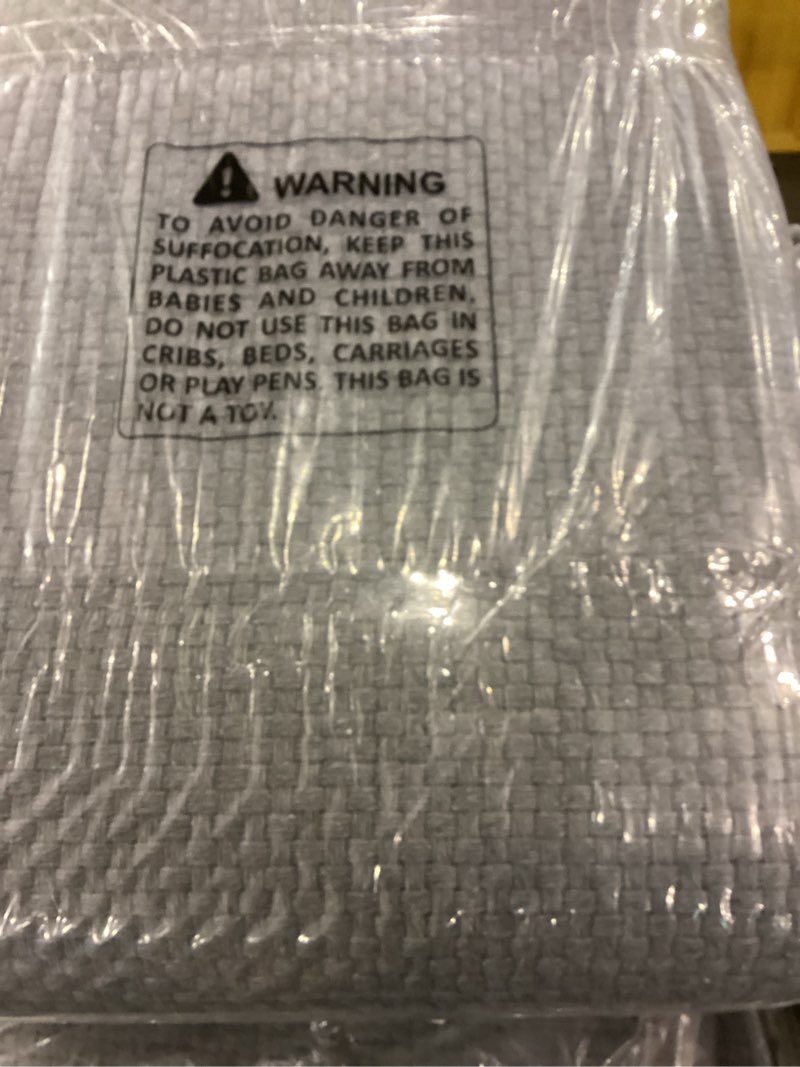 WARNING
TO AVOID DANGER OF
SUFFOCATION, KEEP THIS
PLASTIC BAG AWAY FROM
BABIES AND CHILDREN.
DO NOT USE THIS BAG IN
CRIBS, BEDS, CARRIAGES
OR PLAY PENS. THIS BAG IS
NOT A TOY.